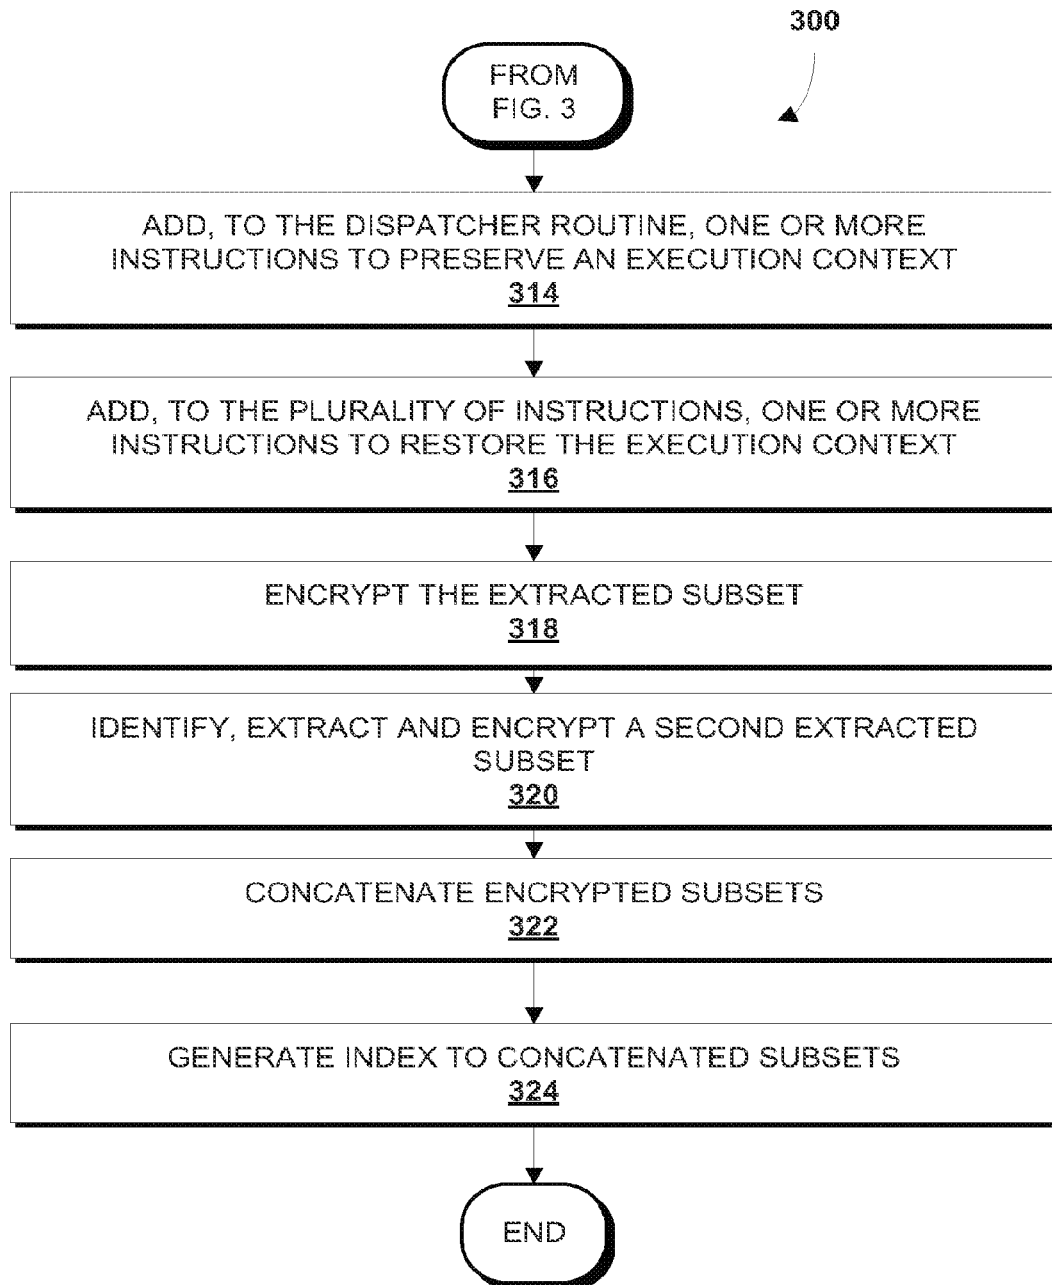 300
FROM
FIG. 3
ADD, TO THE DISPATCHER ROUTINE, ONE OR MORE
INSTRUCTIONS TO PRESERVE AN EXECUTION CONTEXT
314
ADD, TO THE PLURALITY OF INSTRUCTIONS, ONE OR MORE
INSTRUCTIONS TO RESTORE THE EXECUTION CONTEXT
316
ENCRYPT THE EXTRACTED SUBSET
318
IDENTIFY, EXTRACT AND ENCRYPT A SECOND EXTRACTED
SUBSET
320
CONCATENATE ENCRYPTED SUBSETS
322
GENERATE INDEX TO CONCATENATED SUBSETS
324
END